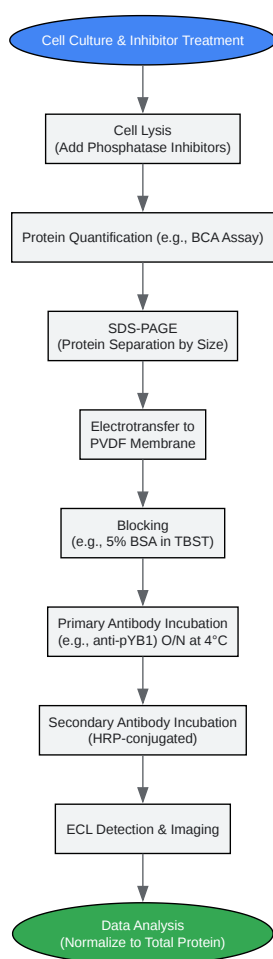 Cell Culture & Inhibitor Treatment
Cell Lysis
(Add Phosphatase Inhibitors)
Protein Quantification (e.g., BCA Assay)
SDS-PAGE
(Protein Separation by Size)
Electrotransfer to
PVDF Membrane
Blocking
(e.g., 5% BSA in TBST)
Primary Antibody Incubation
(e.g., anti-pYB1) O/N at 4°C
Secondary Antibody Incubation
(HRP-conjugated)
ECL Detection & Imaging
Data Analysis
(Normalize to Total Protein)